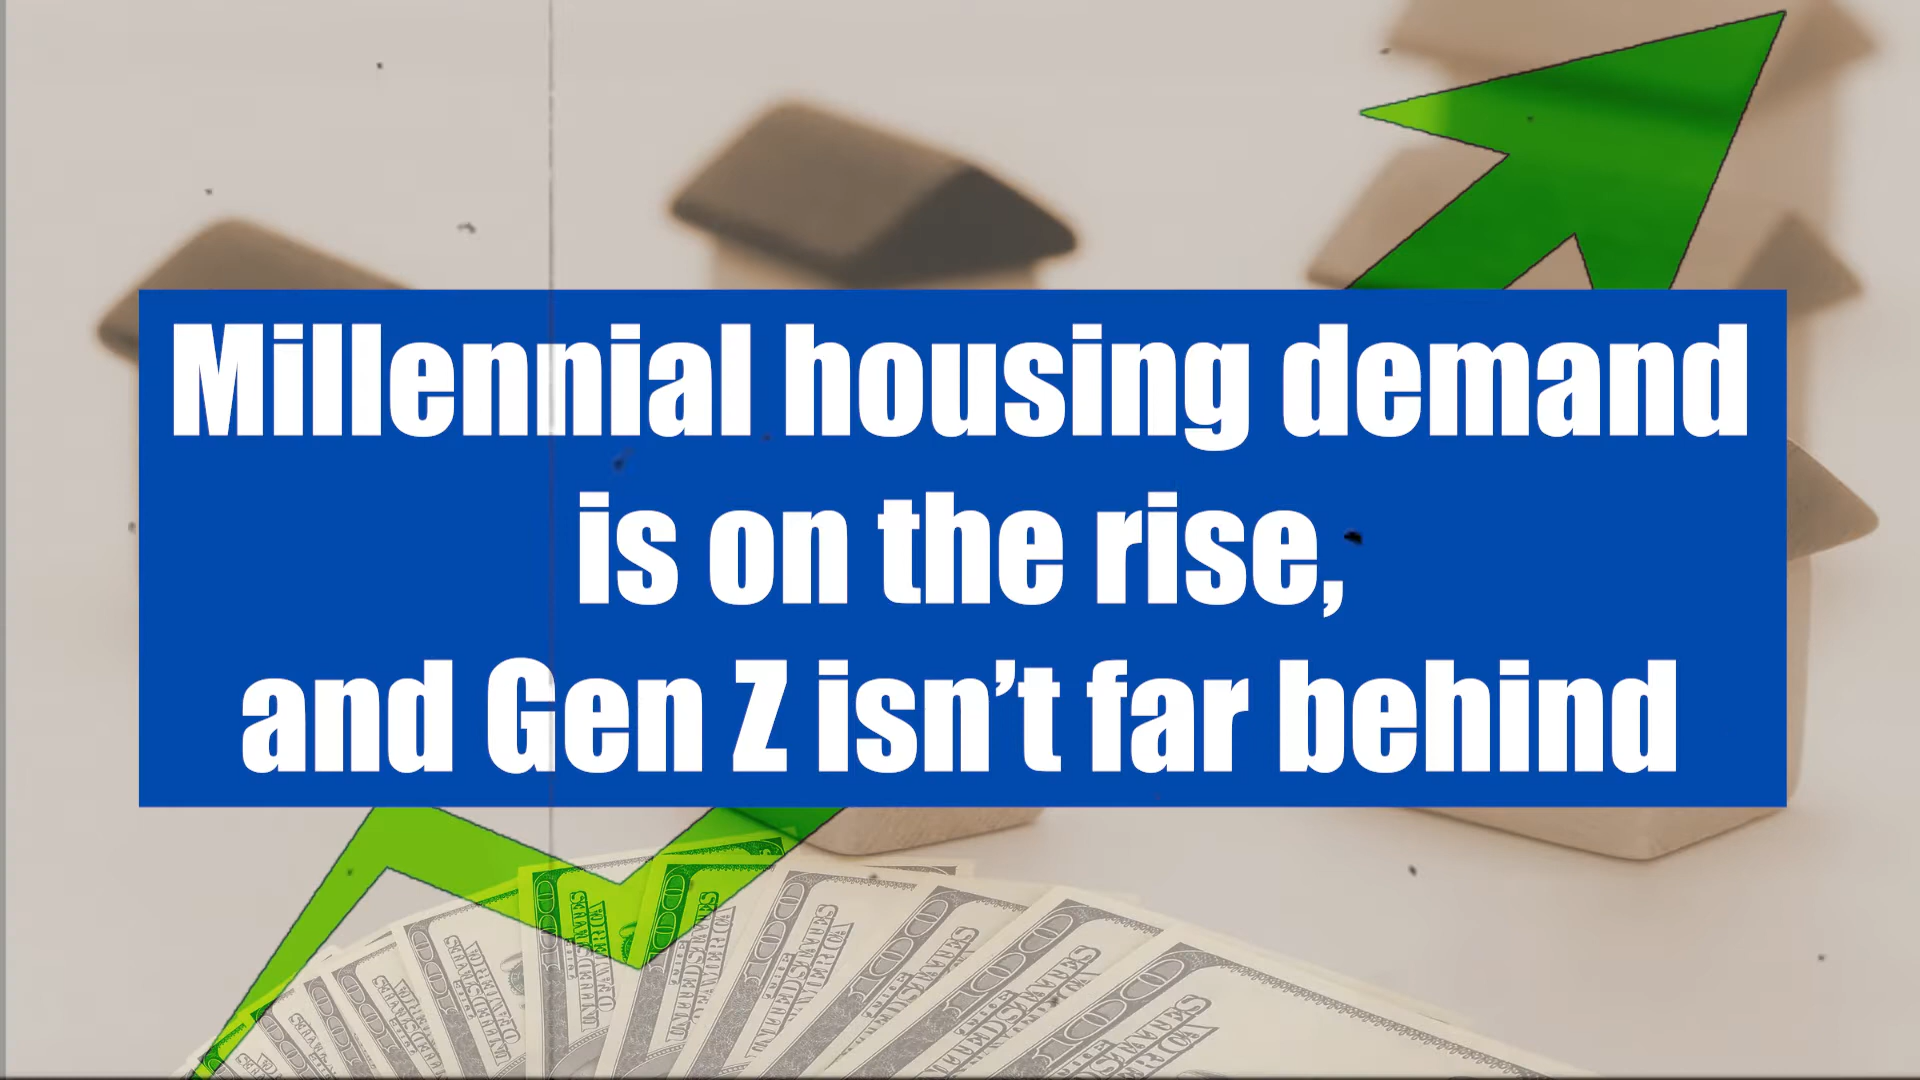 Millennial housing demand
is on the rise,
and Gen Z isn’t far behind